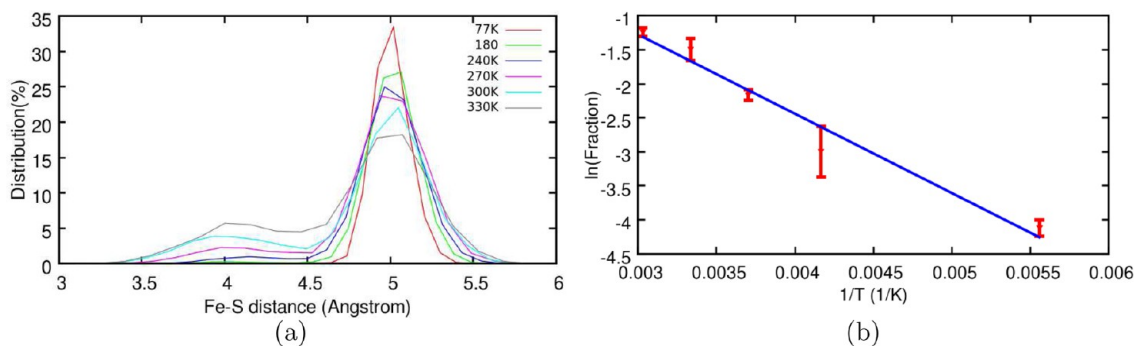 35
30
25
20
15
10
5
0
Distribution(%)
77K
180
240K
270K
300K
330K
3 3.5 4 4.5 5 5.5 6
Fe-S distance (Angstrom)
(a)
-1
-1.5
-2
-2.5
-3
-3.5
-4
-4.5
ln(Fraction)
0.003 0.0035 0.004 0.0045 0.005 0.0055 0.006
1/T (1/K)
(b)